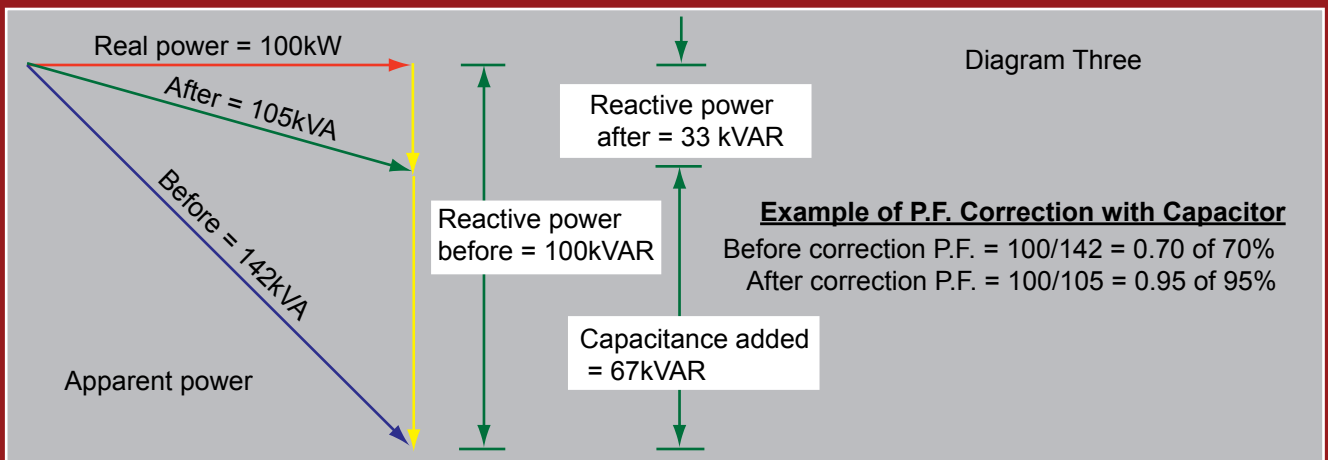 Real power = 100kW
After = 105kVA
Before = 142kVA
Apparent power
Reactive power
before = 100kVAR
Reactive power
after = 33 kVAR
Capacitance added
= 67kVAR
Diagram Three
Example of P.F. Correction with Capacitor
Before correction P.F. = 100/142 = 0.70 of 70%
After correction P.F. = 100/105 = 0.95 of 95%